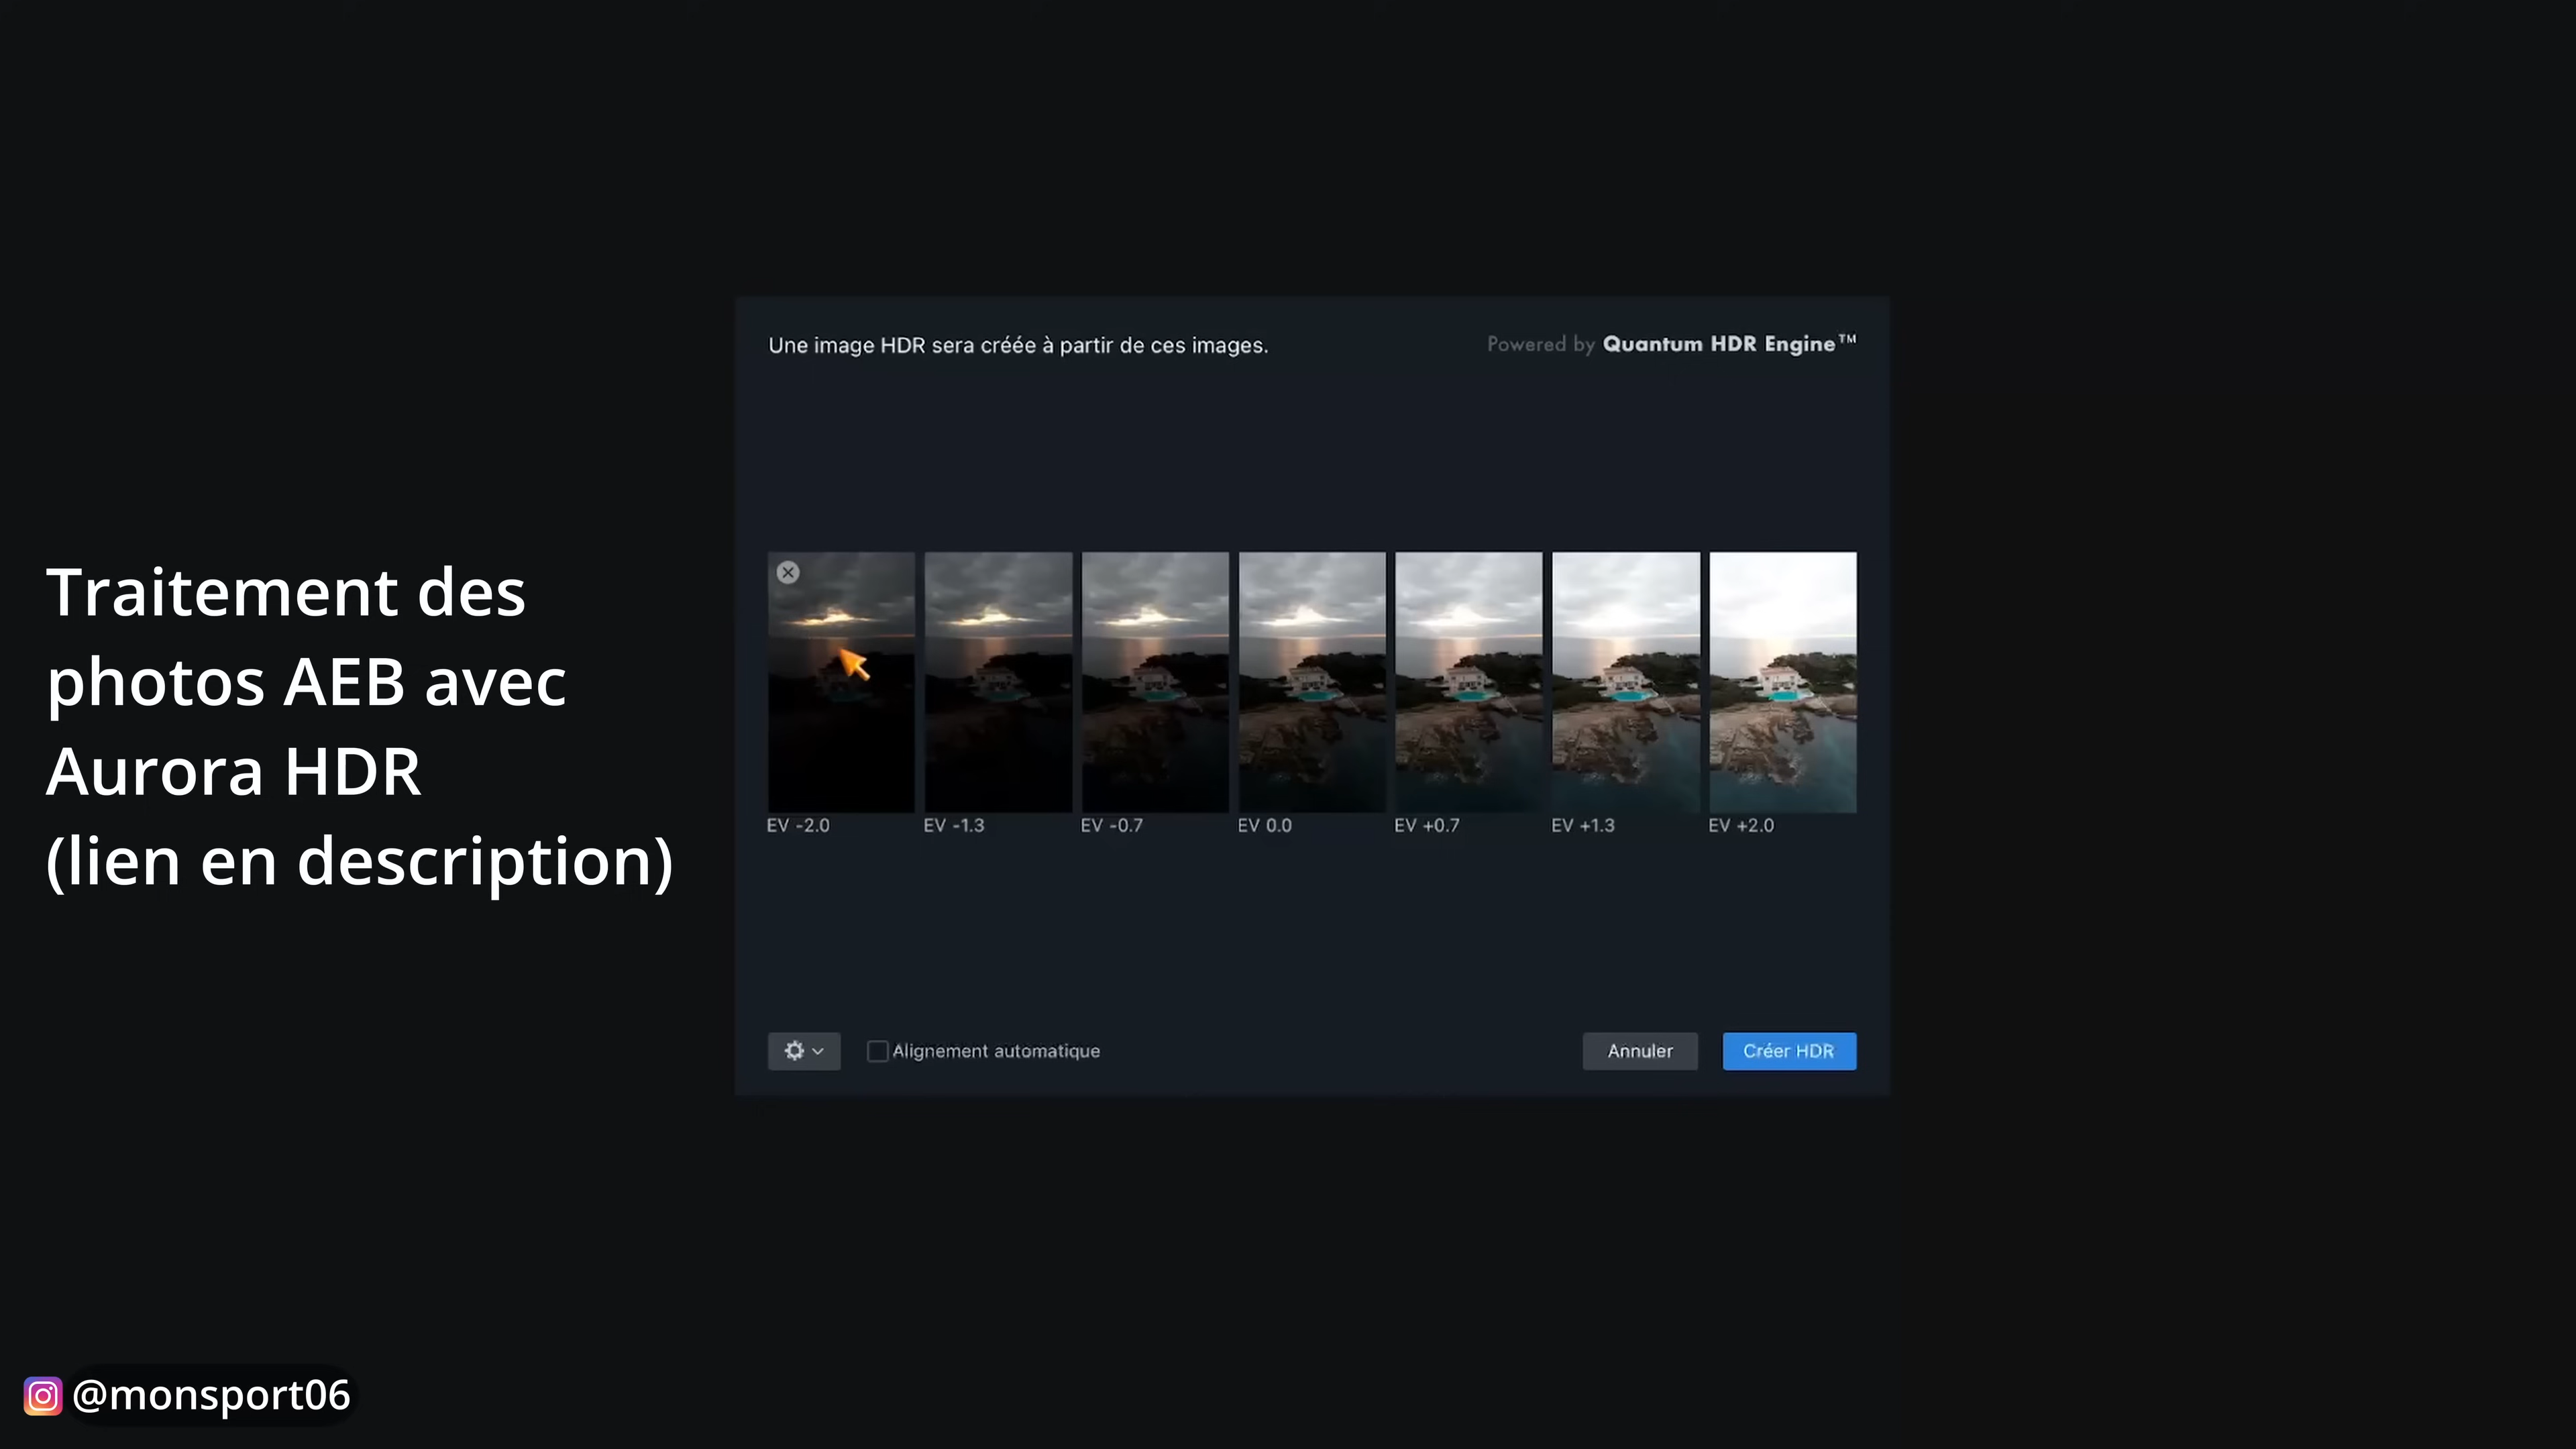 Une image HDR sera créée à partir de ces images.
Powered by Quantum HDR Engine™
Traitement des
photos AEB avec
Aurora HDR
(lien en description)
EV -2.0
EV -1.3
EV -0.7
EV 0.0
EV +0.7
EV +1.3
EV +2.0
Alignement automatique
Annuler
Créer HDR
@monsport06